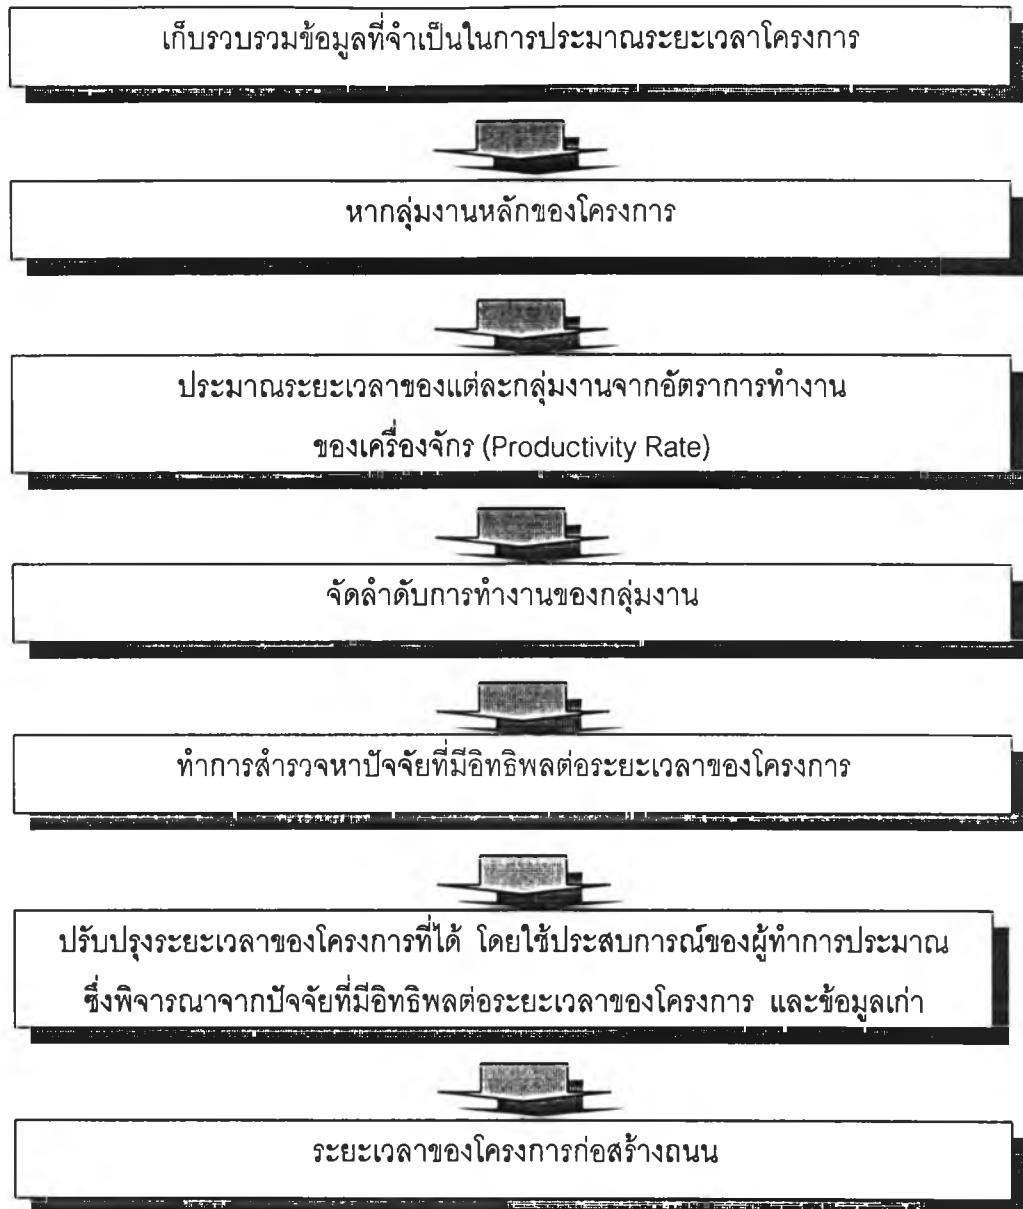 เก็บรวบรวมข้อมูลที่จำเป็นในการประมาณระยะเวลาโครงการ
หากลุ่มงานหลักของโครงการ
ประมาณระยะเวลาของแต่ละกลุ่มงานจากอัตราการทำงาน
ของเครื่องจักร (Productivity Rate)
จัดลำดับการทำงานของกลุ่มงาน
ทำการสำรวจหาปัจจัยที่มีอิทธิพลต่อระยะเวลาของโครงการ
ปรับปรุงระยะเวลาของโครงการที่ได้ โดยใช้ประสบการณ์ของผู้ทำการประมาณ
ซึ่งพิจารณาจากปัจจัยที่มีอิทธิพลต่อระยะเวลาของโครงการ และข้อมูลเก่า
ระยะเวลาของโครงการก่อสร้างถนน